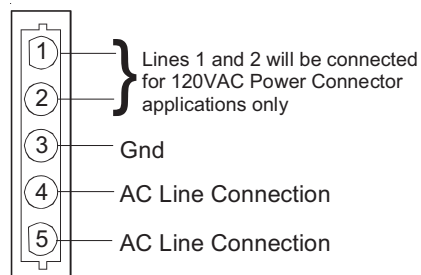 1
Lines 1 and 2 will be connected
for 120VAC Power Connector
applications only
2
3
Gnd
4
AC Line Connection
5
AC Line Connection